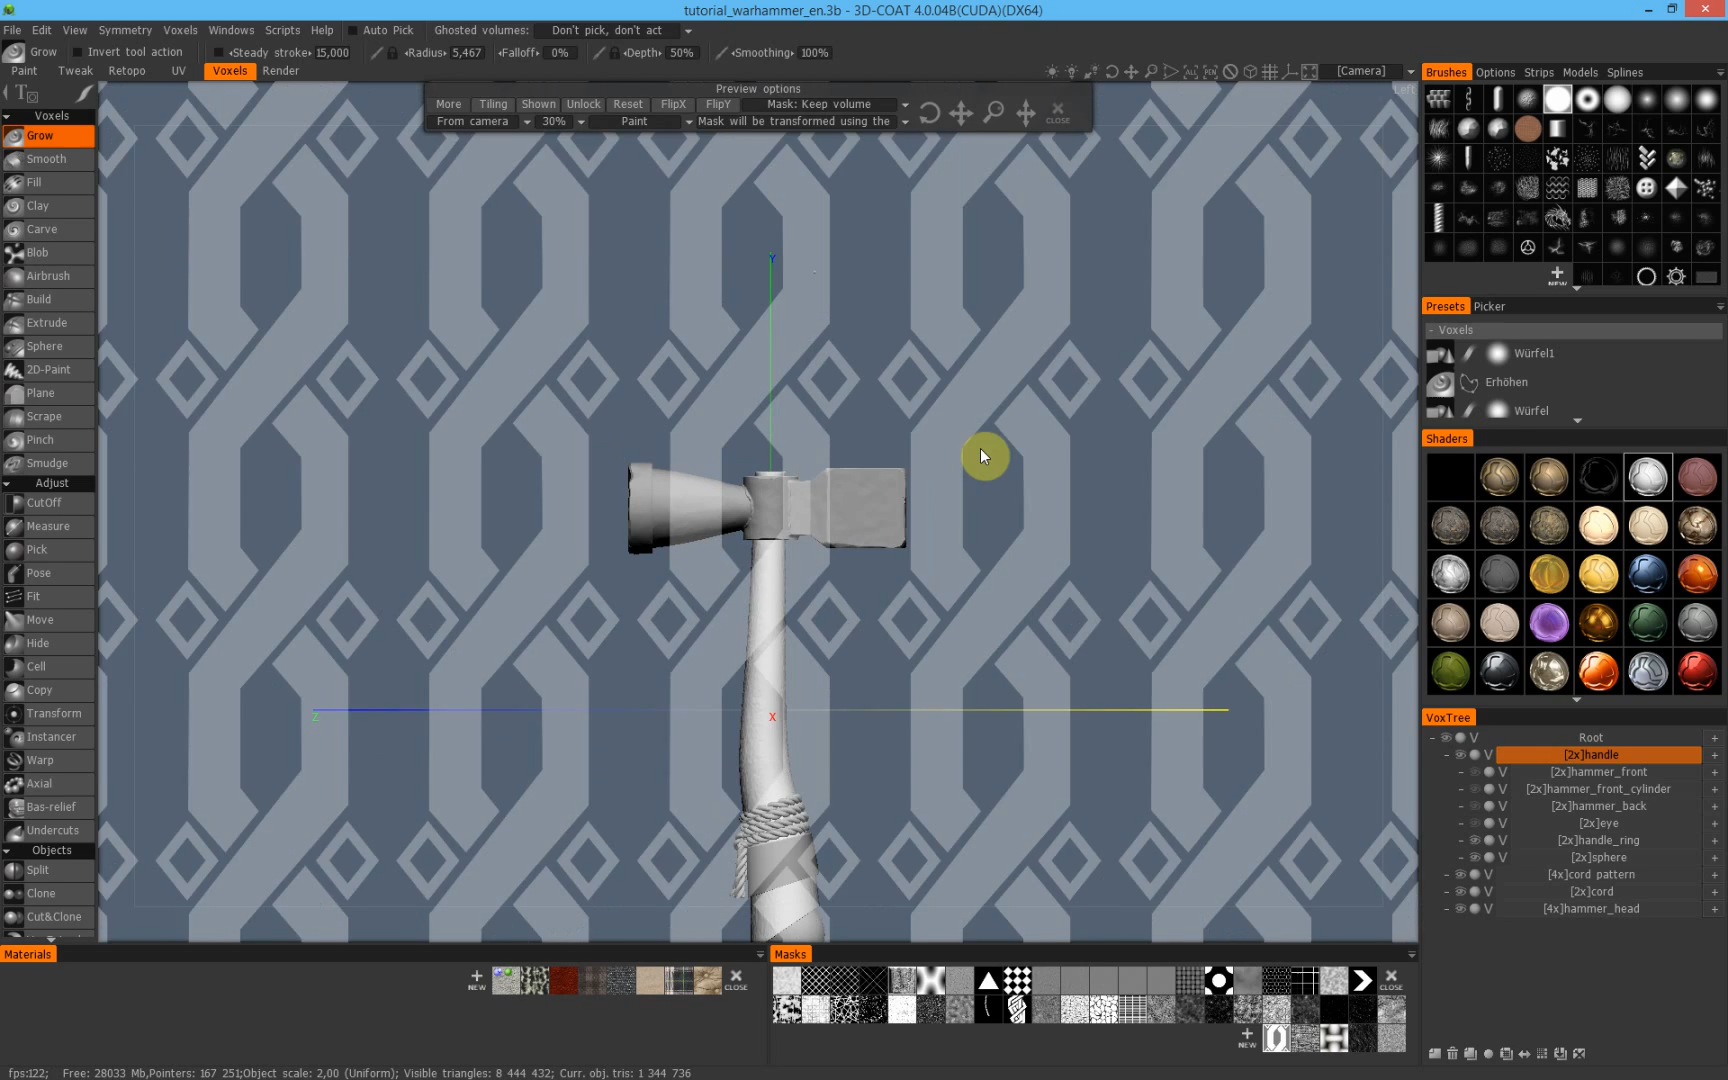 tutorial_warhammer_en.3b - 3D-COAT 4.0.04B(CUDA)(DX64)
File Edit View Symmetry Voxels Windows Scripts Help Auto Pick Ghosted volumes: Don't pick, don't act
Grow Invert tool action Steady stroke 15,000 Radius 5,467 Falloff 0% Depth 50% Smoothing 100%
Paint Tweak Retopo UV Voxels Render [Camera] Brushes Options Strips Models Splines
Preview options
Left
More Tiling Shown Unlock Reset FlipX FlipY Mask: Keep volume
From camera 30% Paint Mask will be transformed using the CLOSE
Voxels
Grow
Smooth
Fill
Clay
Carve
Blob
Airbrush
Build
Extrude
Sphere
2D-Paint
Plane
Scrape
Pinch
Smudge
Adjust
CutOff
Measure
Pick
Pose
Fit
Move
Hide
Cell
Copy
Transform
Instancer
Warp
Axial
Bas-relief
Undercuts
Objects
Split
Clone
Cut&Clone
Y
Z
X
NEW
Presets Picker
- Voxels
Würfel1
Erhöhen
Würfel
Shaders
VoxTree
V Root +
V [2x]handle +
V [2x]hammer_front +
V [2x]hammer_front_cylinder +
V [2x]hammer_back +
V [2x]eye +
V [2x]handle_ring +
V [2x]sphere +
V [4x]cord pattern +
V [2x]cord +
V [4x]hammer_head +
Materials
NEW CLOSE
Masks
CLOSE
NEW
fps:122; Free: 28033 Mb,Pointers: 167 251;Object scale: 2,00 (Uniform); Visible triangles: 8 444 432; Curr. obj. tris: 1 344 736